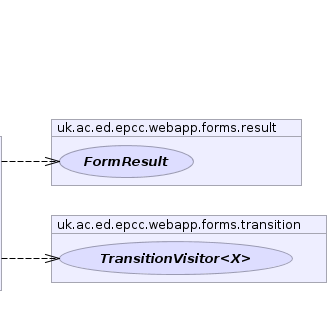 uk.ac.ed.epcc.webapp.forms.result
FormResult
uk.ac.ed.epcc.webapp.forms.transition
TransitionVisitor<X>